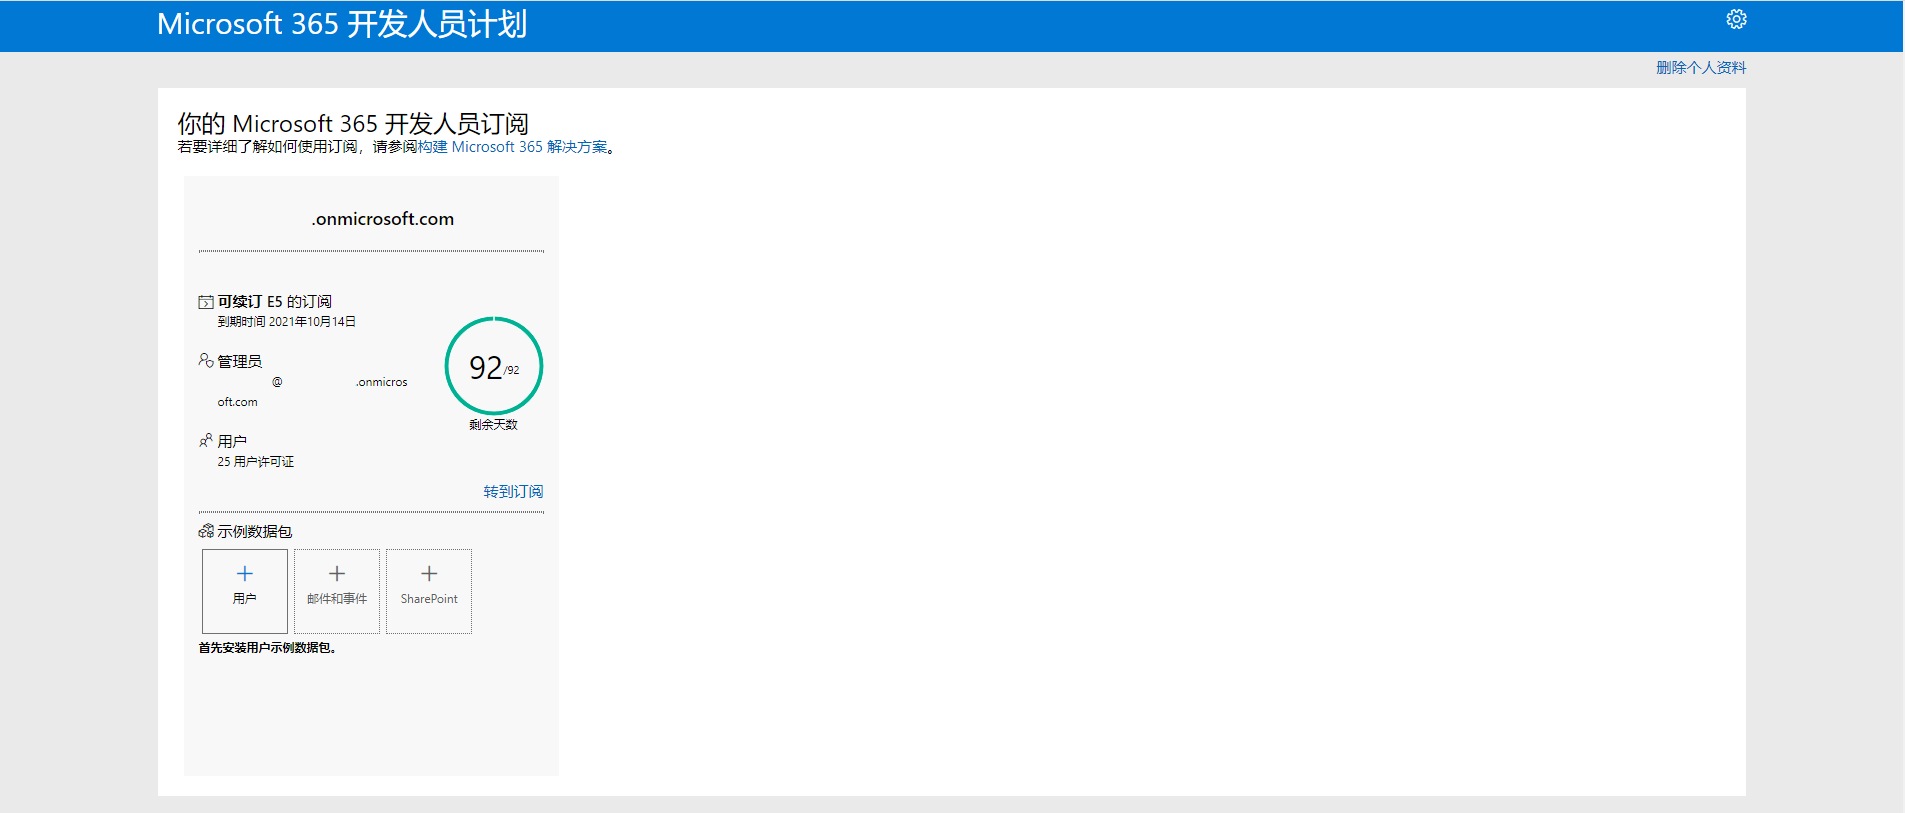 Microsoft 365 开发人员计划
删除个人资料
你的 Microsoft 365 开发人员订阅
若要详细了解如何使用订阅，请参阅构建 Microsoft 365 解决方案。
.onmicrosoft.com
可续订 E5 的订阅
到期时间 2021年10月14日
管理员
@ .onmicros
oft.com
92/92
剩余天数
用户
25 用户许可证
转到订阅
示例数据包
用户
邮件和事件
SharePoint
首先安装用户示例数据包。